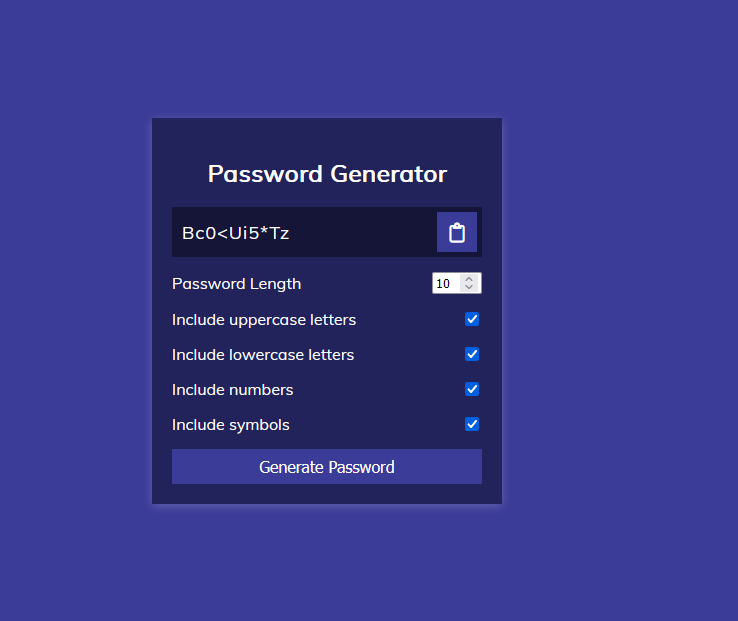 Password Generator
Bc0<Ui5*Tz
Password Length 10
Include uppercase letters
Include lowercase letters
Include numbers
Include symbols
Generate Password